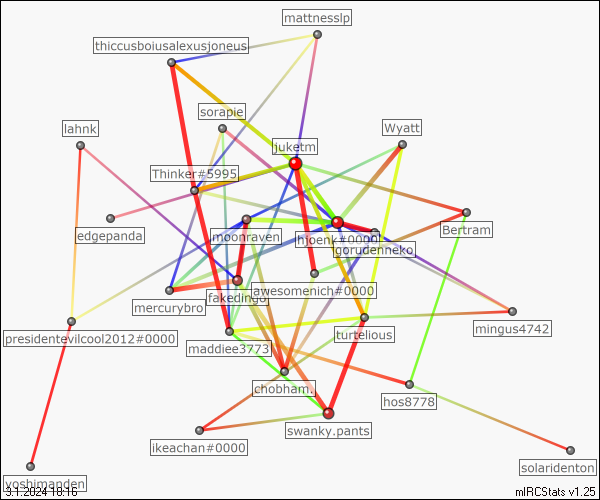 mattnesslp
thiccusboiusalexusjoneus
sorapie
lahnk
Wyatt
juketm
Thinker#5995
edgepanda
moonraven
hjoenk#0000
Bertram
gorudenneko
fakedingo
awesomenich#0000
mercurybro
mingus4742
presidentevilcool2012#0000
turtelious
maddiee3773
chobham.
hos8778
swanky.pants
ikeachan#0000
solaridenton
yoshimanden
3.1.2024 18:16
mIRCStats v1.25